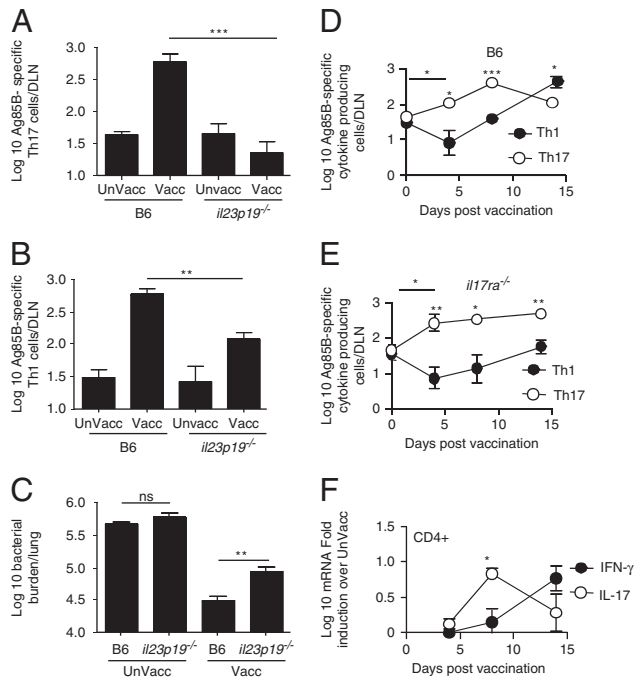 A
Log 10 Ag85B- specific
Th17 cells/DLN
3.0
2.5
2.0
1.5
1.0
***
UnVacc Vacc Unvacc Vacc
B6 il23p19-/-
B
Log 10 Ag85B-specific
Th1 cells/DLN
3.0
2.5
2.0
1.5
1.0
**
UnVacc Vacc UnVacc Vacc
B6 il23p19-/-
C
Log 10 bacterial
burden/lung
6.0
5.5
5.0
4.5
4.0
ns
**
B6 il23p19-/- B6 il23p19-/-
UnVacc Vacc
D
B6
Log 10 Ag85B-specific
cytokine producing
cells/DLN
3
2
1
0
* * *** *
Th1
Th17
0 5 10 15
Days post vaccination
E
il17ra-/-
Log 10 Ag85B-specific
cytokine producing
cells/DLN
3
2
1
0
* ** * **
Th1
Th17
0 5 10 15
Days post vaccination
F
Log 10 mRNA Fold
induction over UnVacc
1.5
1.0
0.5
0.0
CD4+
*
IFN-γ
IL-17
0 5 10 15
Days post vaccination